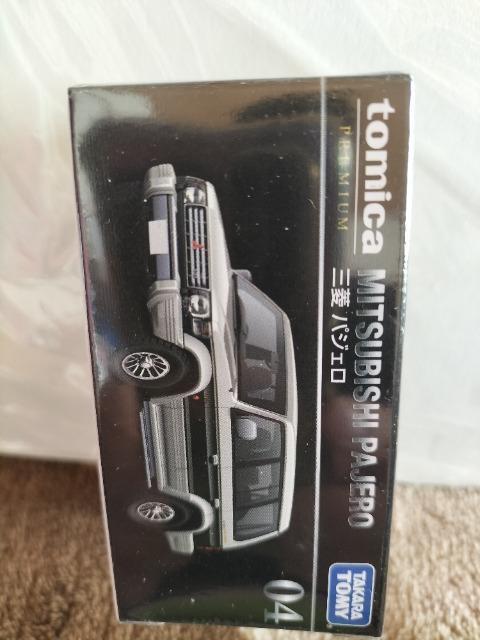 tomica
PREMIUM
MITSUBISHI PAJERO
三菱 パジェロ
04
TAKARA
TOMY